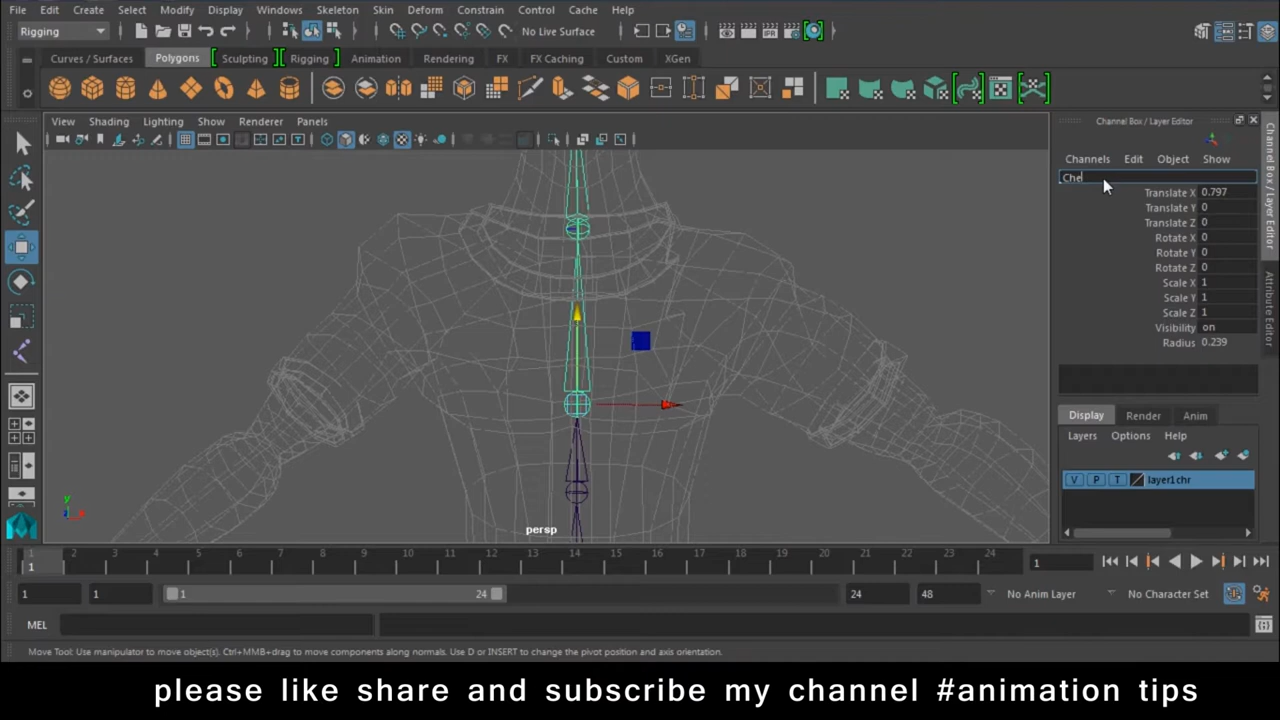 File Edit Create Select Modify Display Windows Skeleton Skin Deform Constrain Control Cache Help
Rigging No Live Surface
Curves / Surfaces Polygons Sculpting Rigging Animation Rendering FX FX Caching Custom XGen
View Shading Lighting Show Renderer Panels
Channel Box / Layer Editor
Channels Edit Object Show
Che
Translate X 0.797
Translate Y 0
Translate Z 0
Rotate X 0
Rotate Y 0
Rotate Z 0
Scale X 1
Scale Y 1
Scale Z 1
Visibility on
Radius 0.239
Channel Box / Layer Editor
Attribute Editor
Display Render Anim
Layers Options Help
V P T layer1chr
y
persp
1 2 3 4 5 6 7 8 9 10 11 12 13 14 15 16 17 18 19 20 21 22 23 24
1 1
1 1 1 24 24 48 No Anim Layer No Character Set
MEL
Move Tool: Use manipulator to move object(s). Ctrl+MMB+drag to move components along normals. Use D or INSERT to change the pivot position and axis orientation.
please like share and subscribe my channel #animation tips